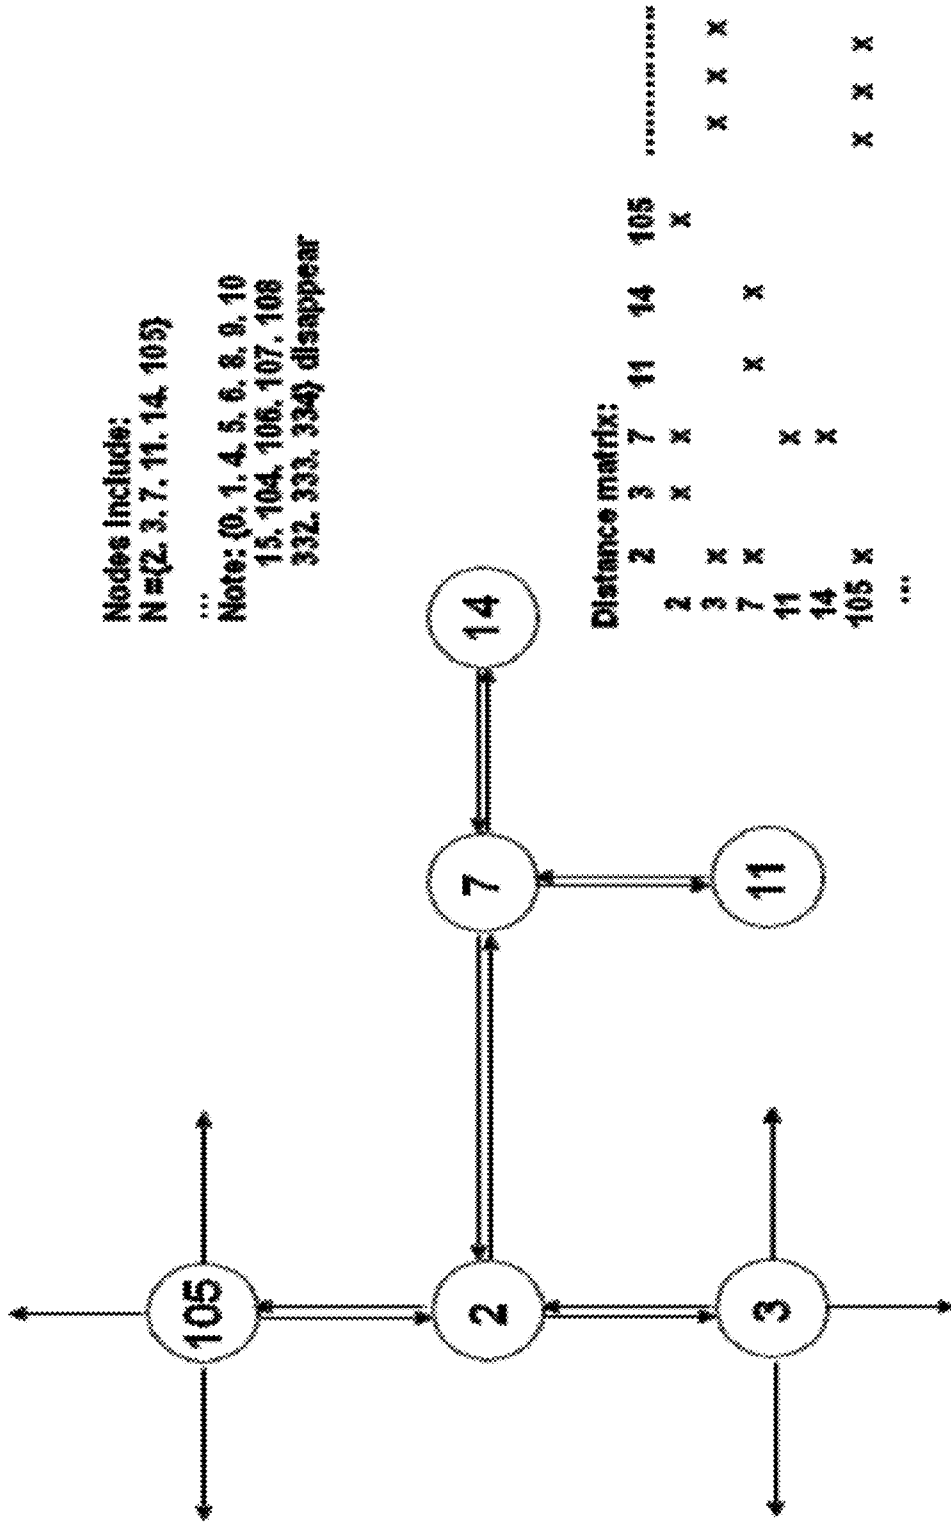 Nodes Include:
N ={2. 3. 7. 11. 14. 105}
...
Note: {0. 1. 4. 5. 6. 8. 9. 10
15. 104. 106. 107. 108
332. 333. 334} disappear
105
2
3
7
11
14
Distance matrix:
2 3 7 11 14 105 ................
2 x x x
3 x x x x
7 x x x
11 x
14 x
105 x x x x
...